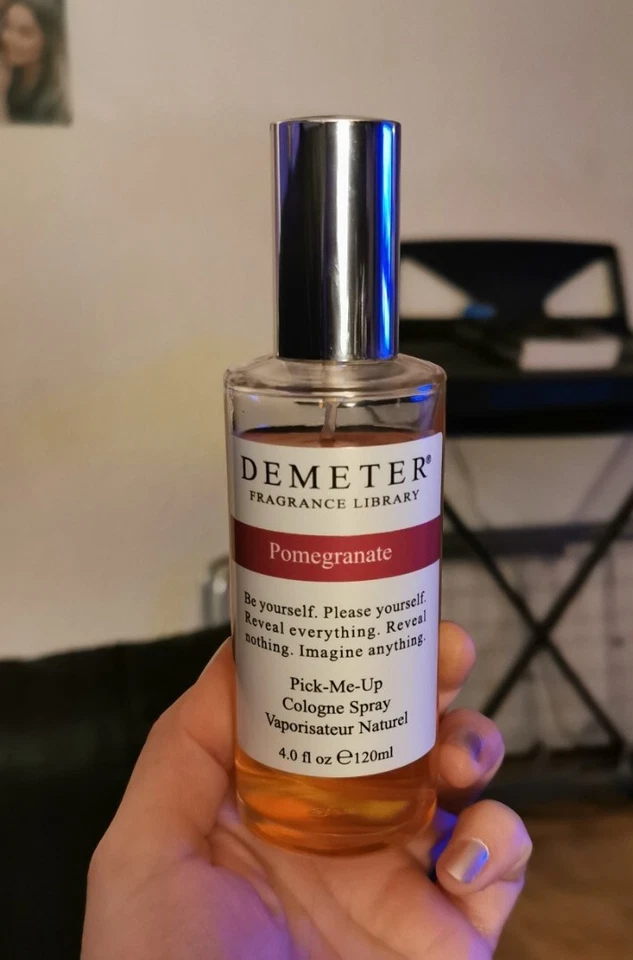 DEMETER®
FRAGRANCE LIBRARY
Pomegranate
Be yourself. Please yourself.
Reveal everything. Reveal
nothing. Imagine anything.
Pick-Me-Up
Cologne Spray
Vaporisateur Naturel
4.0 fl oz ℮120ml